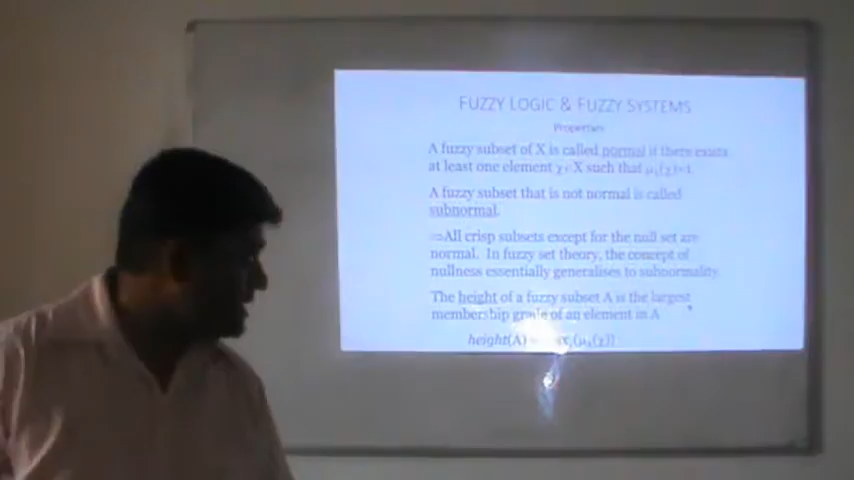 FUZZY LOGIC & FUZZY SYSTEMS
Properties
A fuzzy subset of X is called normal if there exists
at least one element χ∈X such that μₐ(χ)=1.
A fuzzy subset that is not normal is called
subnormal.
⇒All crisp subsets except for the null set are
normal. In fuzzy set theory, the concept of
nullness essentially generalises to subnormality.
The height of a fuzzy subset A is the largest
membership grade of an element in A
height(A) =